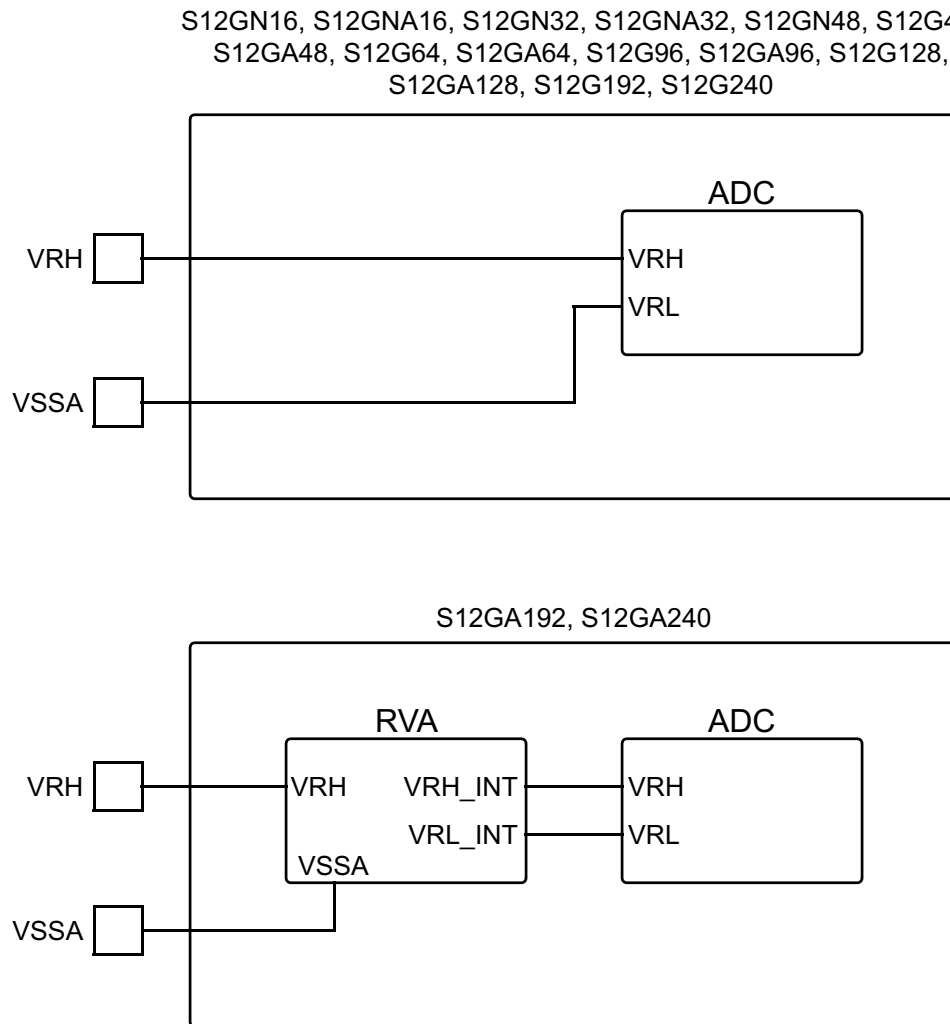 S12GN16, S12GNA16, S12GN32, S12GNA32, S12GN48,
S12GA48, S12G64, S12GA64, S12G96, S12GA96, S12G128,
S12GA128, S12G192, S12G240
ADC
VRH
VRH
VRL
VSSA
S12GA192, S12GA240
RVA
ADC
VRH
VRH
VRH_INT
VRH
VRL_INT
VRL
VSSA
VSSA